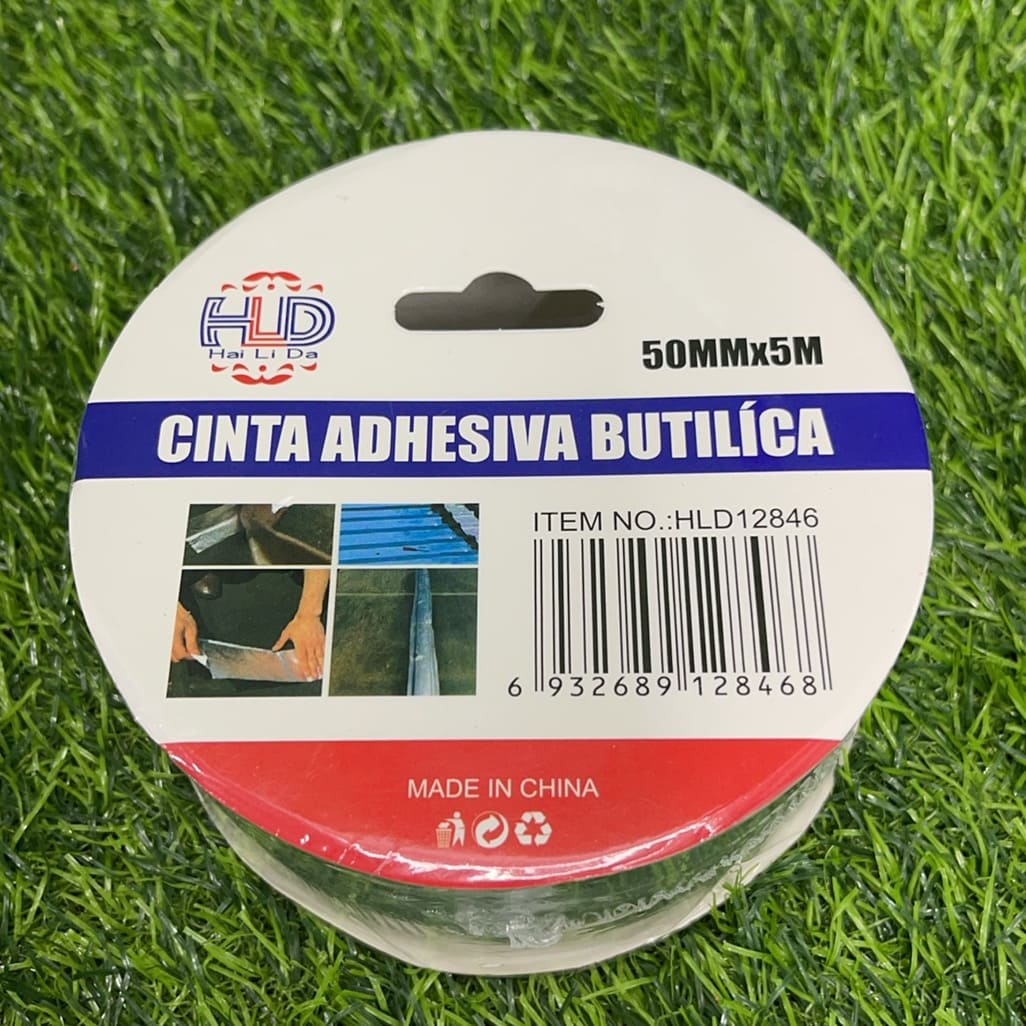 HLD
Hai Li Da
50MMx5M
CINTA ADHESIVA BUTILÍCA
ITEM NO.:HLD12846
6 932689 128468
MADE IN CHINA